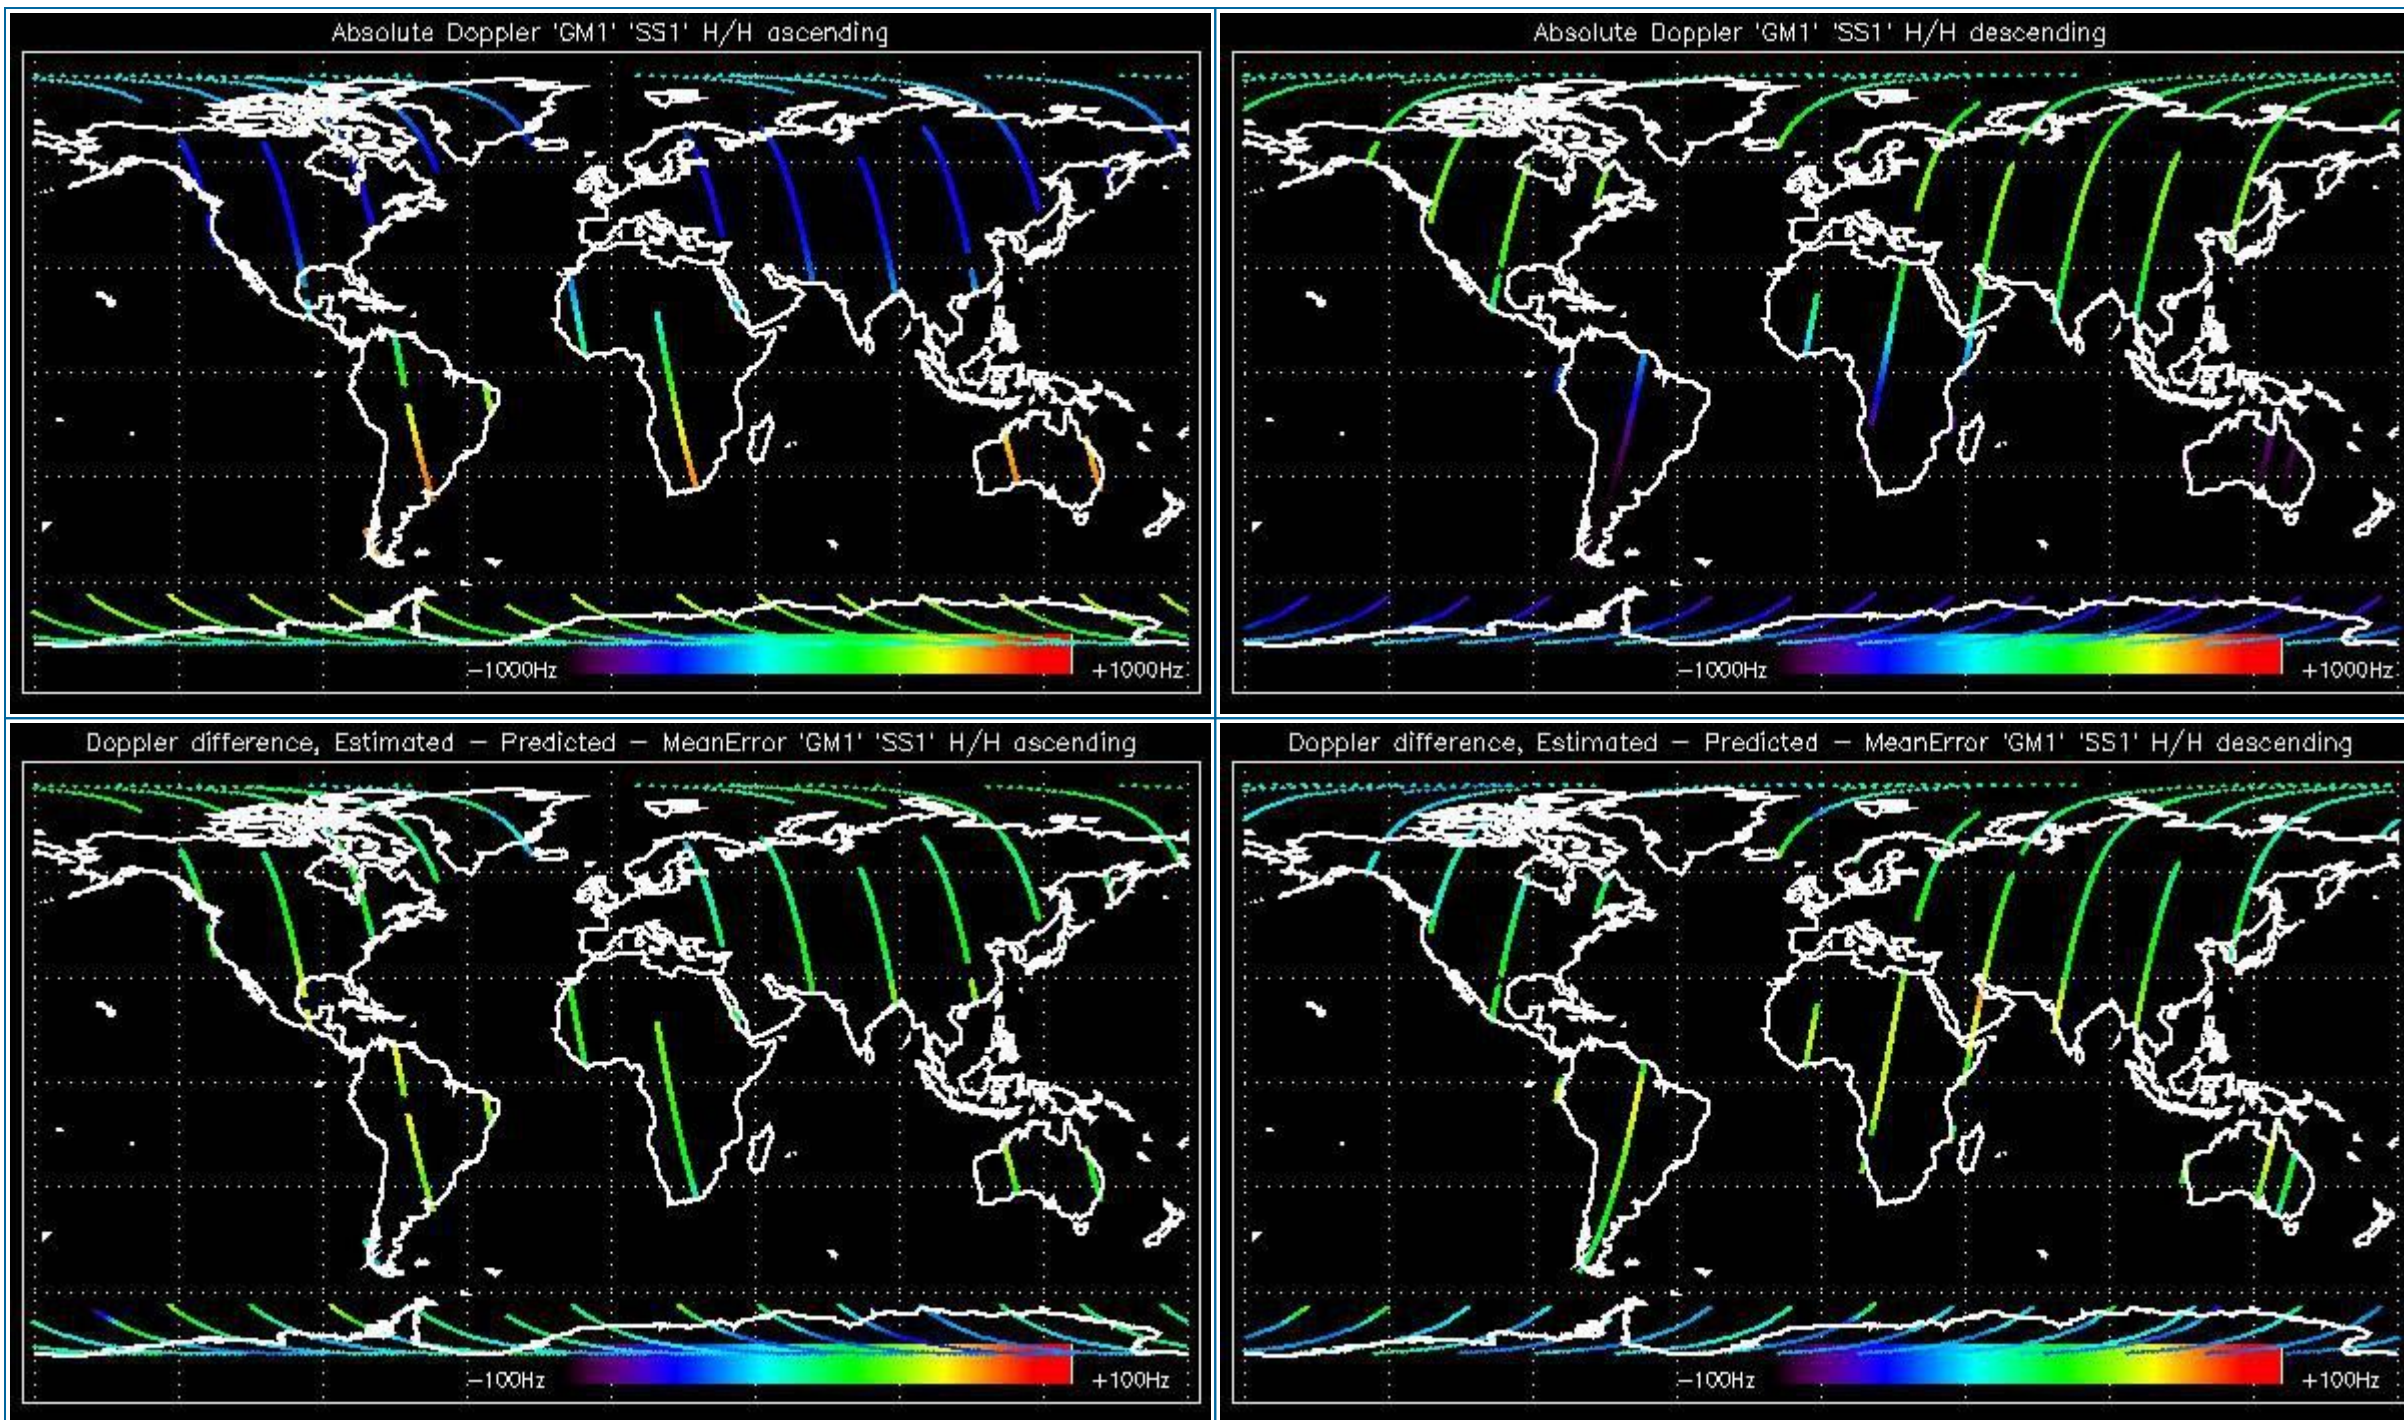 Absolute Doppler 'GM1' 'SS1' H/H ascending
−1000Hz +1000Hz
Absolute Doppler 'GM1' 'SS1' H/H descending
−1000Hz +1000Hz
Doppler difference, Estimated − Predicted − MeanError 'GM1' 'SS1' H/H ascending
−100Hz +100Hz
Doppler difference, Estimated − Predicted − MeanError 'GM1' 'SS1' H/H descending
−100Hz +100Hz